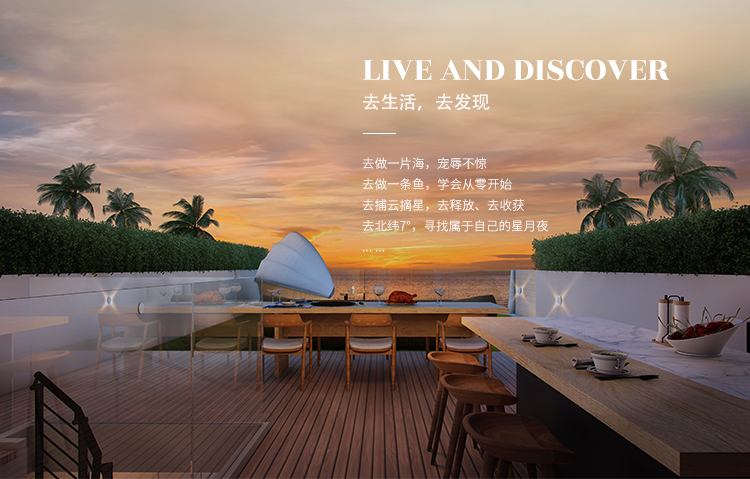 LIVE AND DISCOVER
去生活，去发现
去做一片海，宠辱不惊
去做一条鱼，学会从零开始
去捕云摘星，去释放、去收获
去北纬7°，寻找属于自己的星月夜
... ...